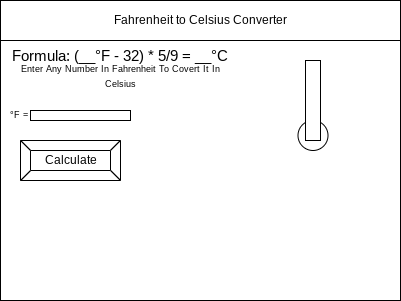 Fahrenheit to Celsius Converter
Formula: (__°F - 32) * 5/9 = __°C
Enter Any Number In Fahrenheit To Covert It In
Celsius
°F =
Calculate